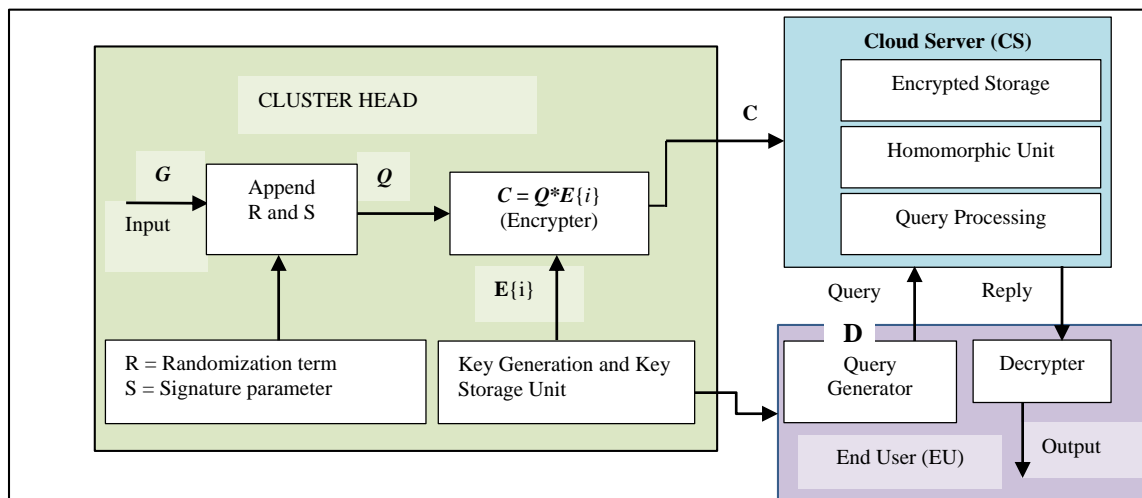 Cloud Server (CS)
Encrypted Storage
Homomorphic Unit
Query Processing
CLUSTER HEAD
C
G
Input
Append
R and S
Q
C = Q*E{i}
(Encrypter)
E{i}
R = Randomization term
S = Signature parameter
Key Generation and Key
Storage Unit
Query
Reply
D
Query
Generator
Decrypter
End User (EU)
Output